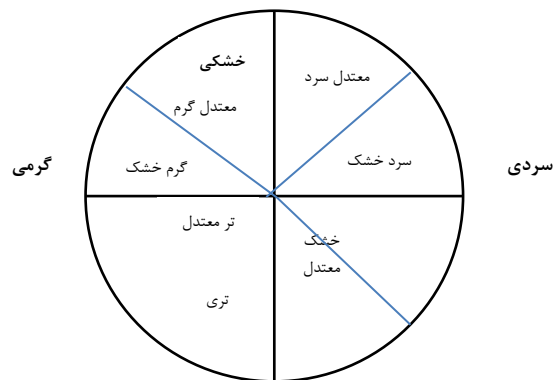 خشکی
معتدل سرد
معتدل گرم
سردی
سرد خشک
گرم خشک
گرمی
تر معتدل
خشک
معتدل
تری